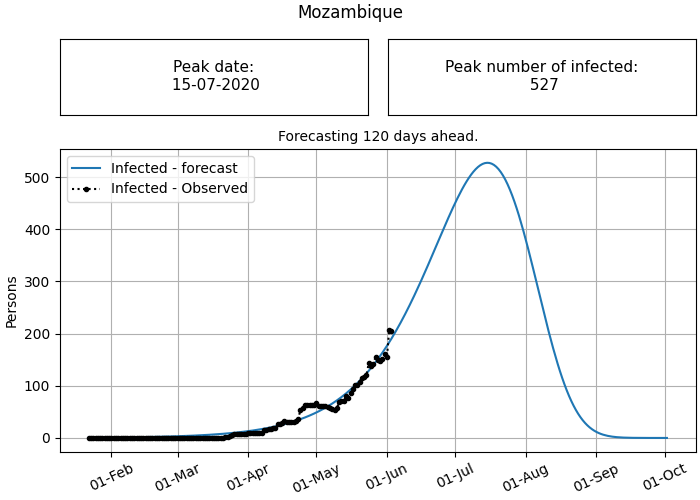 Mozambique
Peak date:
15-07-2020
Peak number of infected:
527
Forecasting 120 days ahead.
Infected - forecast
Infected - Observed
500
400
300
200
100
0
Persons
01-Feb
01-Mar
01-Apr
01-May
01-Jun
01-Jul
01-Aug
01-Sep
01-Oct